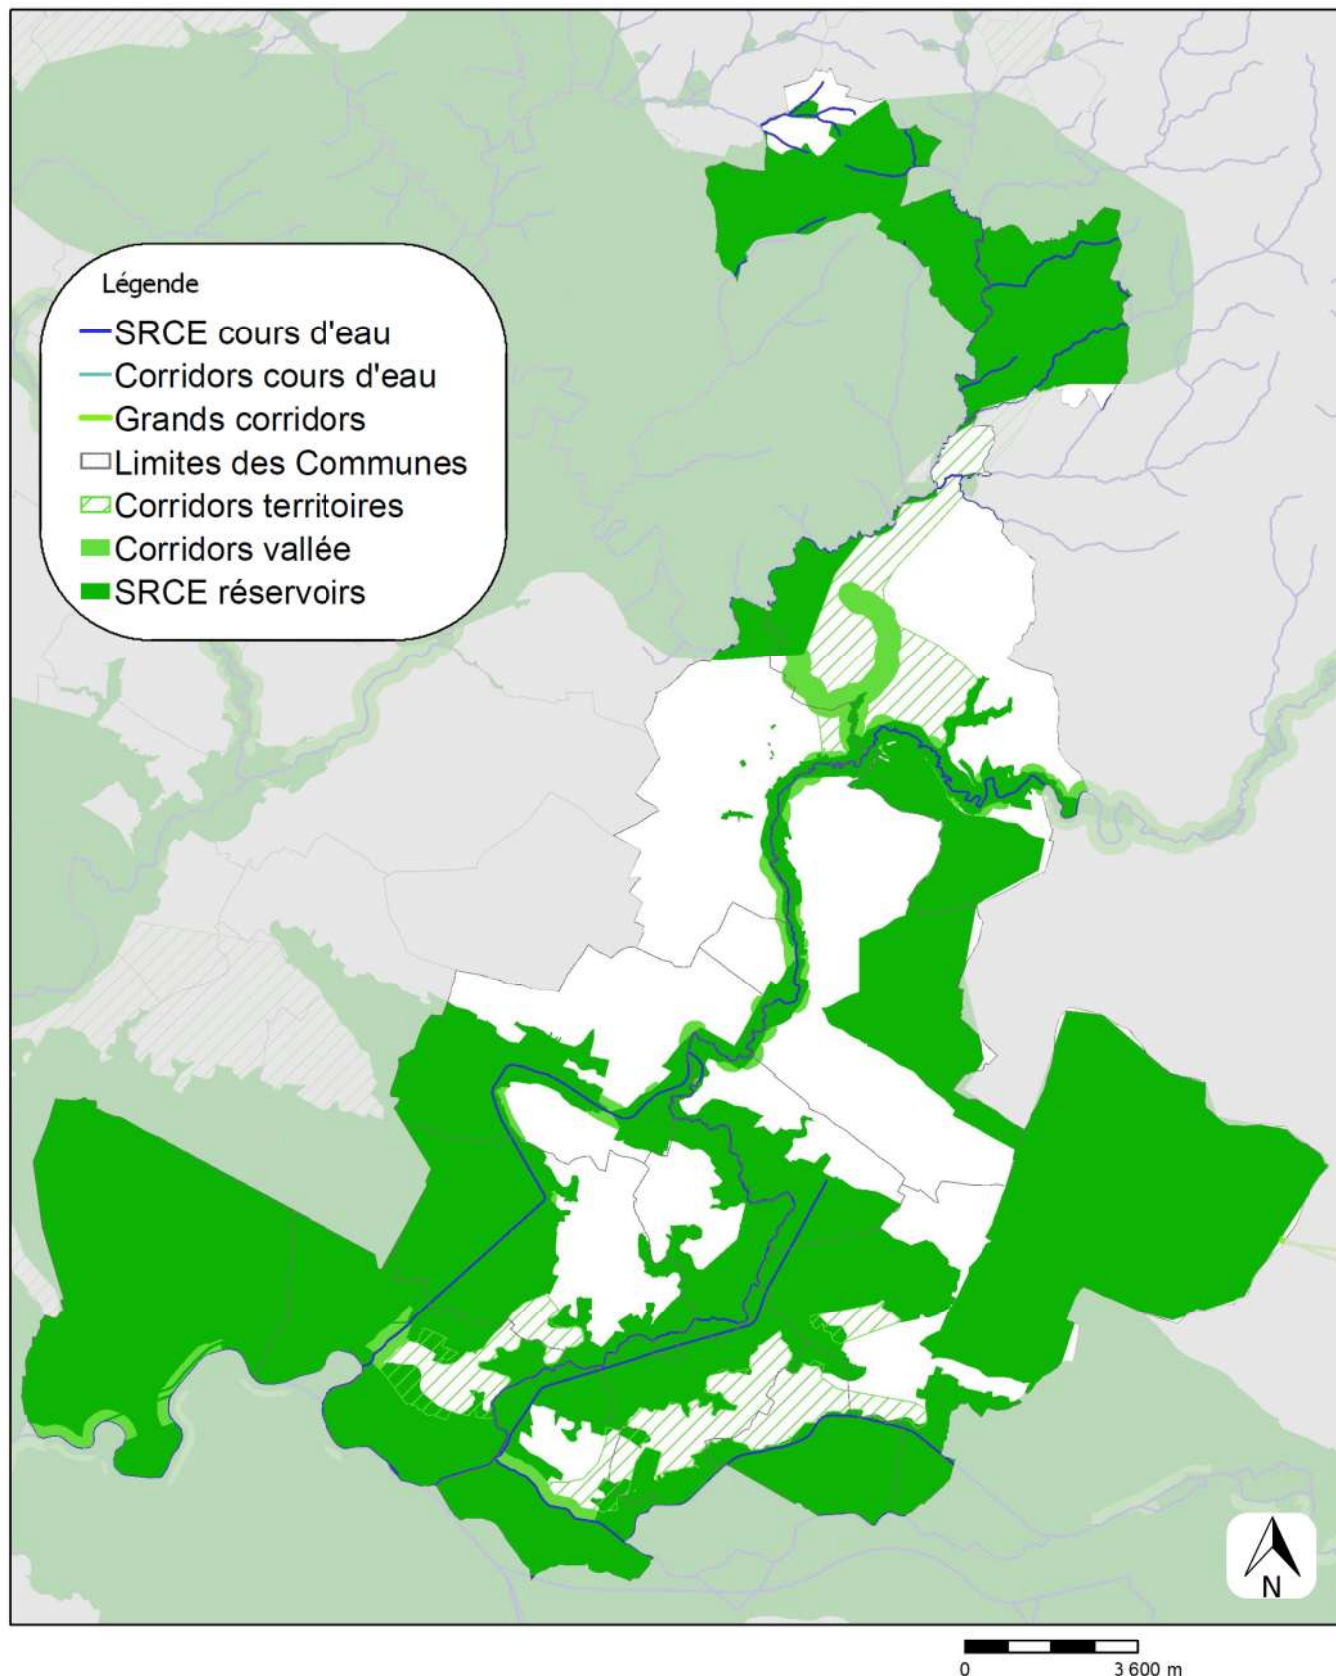 Légende
SRCE cours d'eau
Corridors cours d'eau
Grands corridors
Limites des Communes
Corridors territoires
Corridors vallée
SRCE réservoirs
N
0 3 600 m